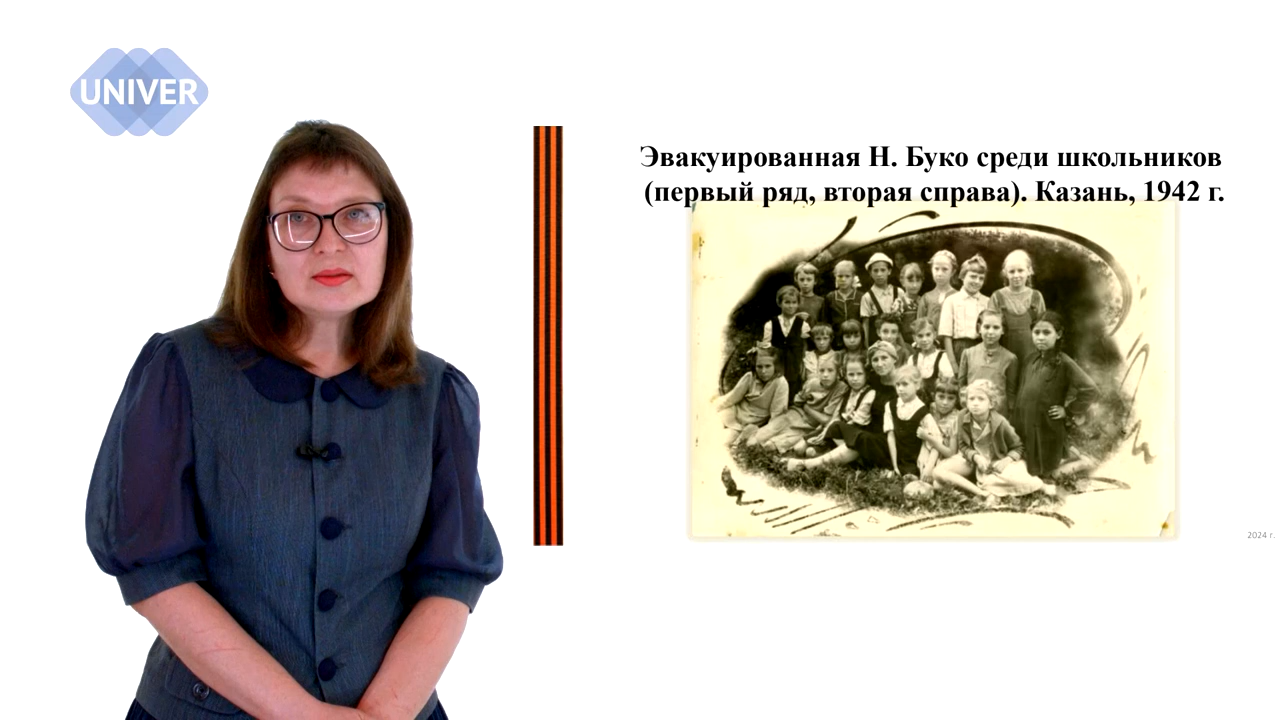 UNIVER
Эвакуированная Н. Буко среди школьников
(первый ряд, вторая справа). Казань, 1942 г.
2024 г.